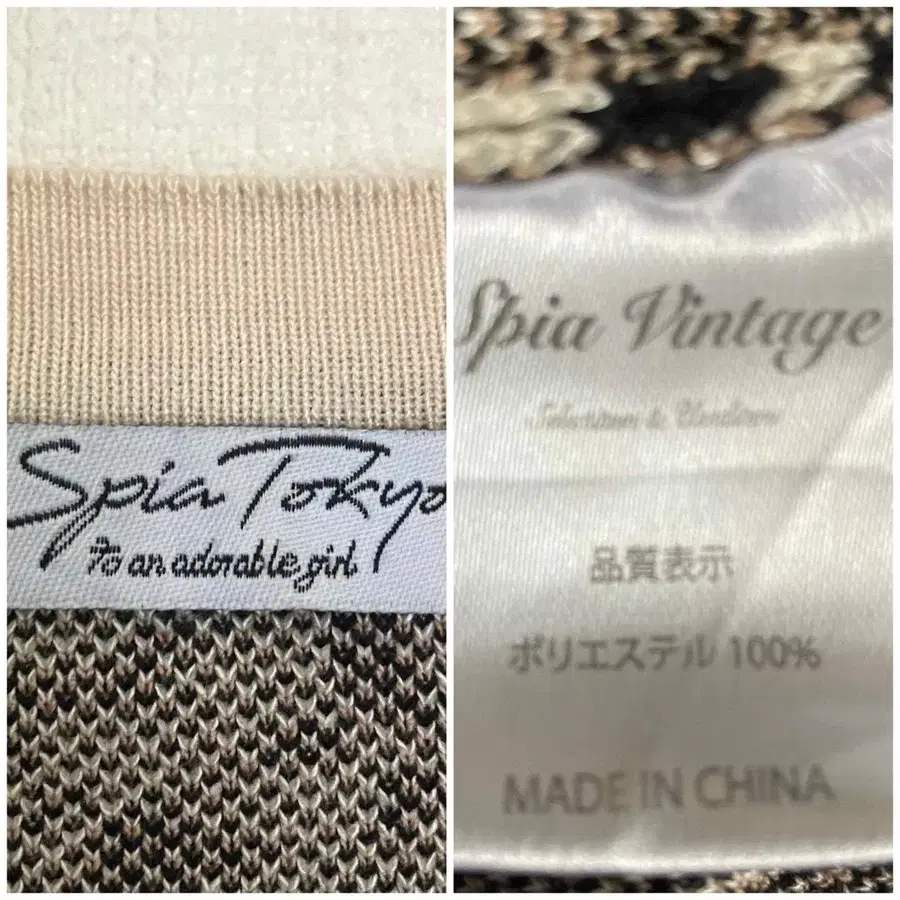 Spia Tokyo
To an adorable girl
Spia Vintage
品質表示
ポリエステル 100%
MADE IN CHINA